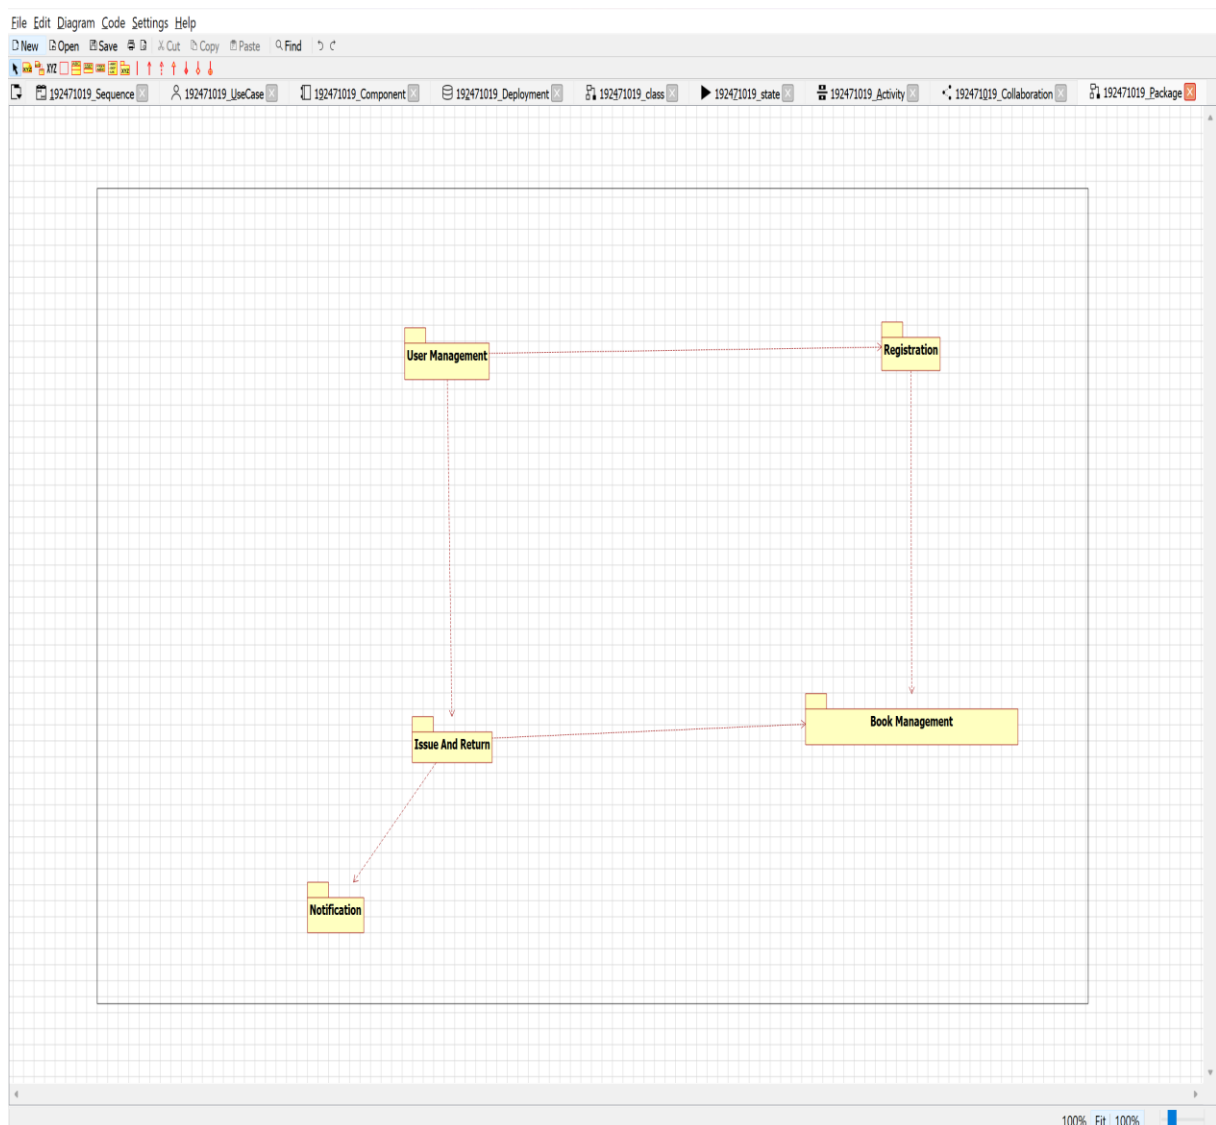 File Edit Diagram Code Settings Help
New Open Save Cut Copy Paste Find
XYZ
192471019_Sequence 192471019_UseCase 192471019_Component 192471019_Deployment 192471019_class 192471019_state 192471019_Activity 192471019_Collaboration 192471019_Package
User Management
Registration
Book Management
Issue And Return
Notification
100% Fit 100%